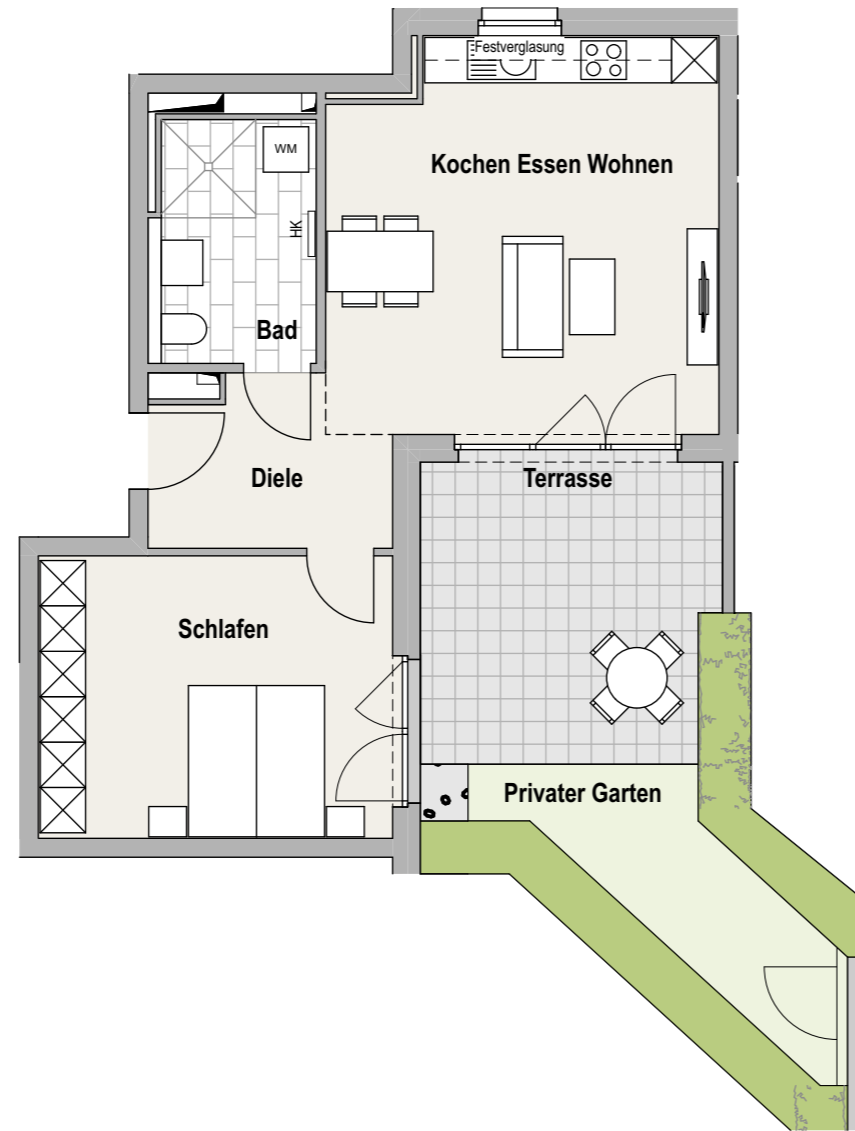 Festverglasung
WM
Kochen Essen Wohnen
HK
Bad
Diele
Terrasse
Schlafen
Privater Garten